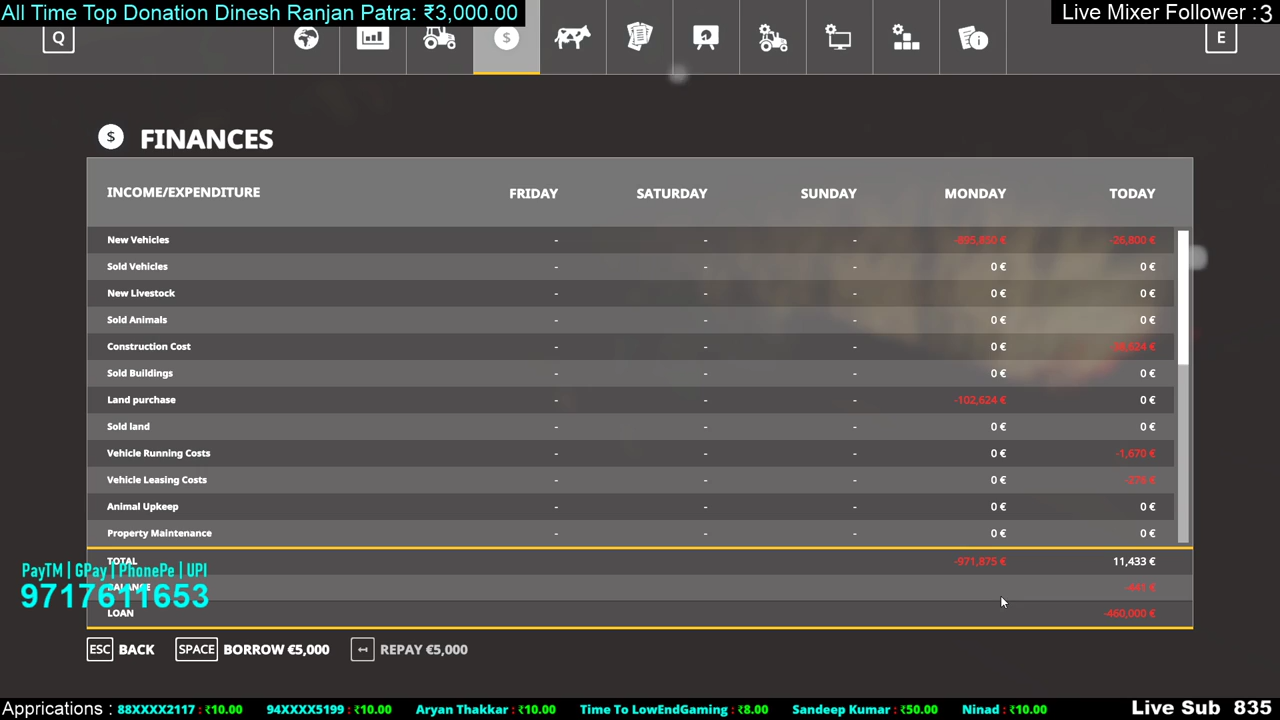 All Time Top Donation Dinesh Ranjan Patra: ₹3,000.00
Live Mixer Follower : 3
Q
E
$ FINANCES
INCOME/EXPENDITURE FRIDAY SATURDAY SUNDAY MONDAY TODAY
New Vehicles - - - -895,850 € -26,800 €
Sold Vehicles - - - 0 € 0 €
New Livestock - - - 0 € 0 €
Sold Animals - - - 0 € 0 €
Construction Cost - - - 0 €
Sold Buildings - - - 0 € 0 €
Land purchase - - - -102,624 € 0 €
Sold land - - - 0 € 0 €
Vehicle Running Costs - - - 0 € -1,670 €
Vehicle Leasing Costs - - - 0 €
Animal Upkeep - - - 0 € 0 €
Property Maintenance - - - 0 € 0 €
TOTAL -971,875 € 11,433 €
PayTM | GPay | PhonePe | UPI
BALANCE
9717611653
LOAN -460,000 €
ESC BACK SPACE BORROW €5,000 ↔ REPAY €5,000
Apprications : 88XXXX2117 : ₹10.00 94XXXX5199 : ₹10.00 Aryan Thakkar : ₹10.00 Time To LowEndGaming : ₹8.00 Sandeep Kumar : ₹50.00 Ninad : ₹10.00 Live Sub 835